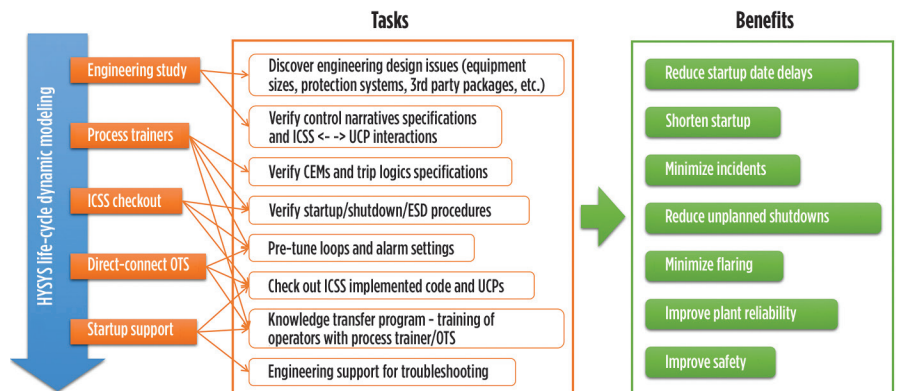 Tasks
Benefits
HYSYS life-cycle dynamic modeling
Engineering study
Process trainers
ICSS checkout
Direct-connect OTS
Startup support
Discover engineering design issues (equipment
sizes, protection systems, 3rd party packages, etc.)
Verify control narratives specifications
and ICSS <- -> UCP interactions
Verify CEMs and trip logics specifications
Verify startup/shutdown/ESD procedures
Pre-tune loops and alarm settings
Check out ICSS implemented code and UCPs
Knowledge transfer program - training of
operators with process trainer/OTS
Engineering support for troubleshooting
Reduce startup date delays
Shorten startup
Minimize incidents
Reduce unplanned shutdowns
Minimize flaring
Improve plant reliability
Improve safety